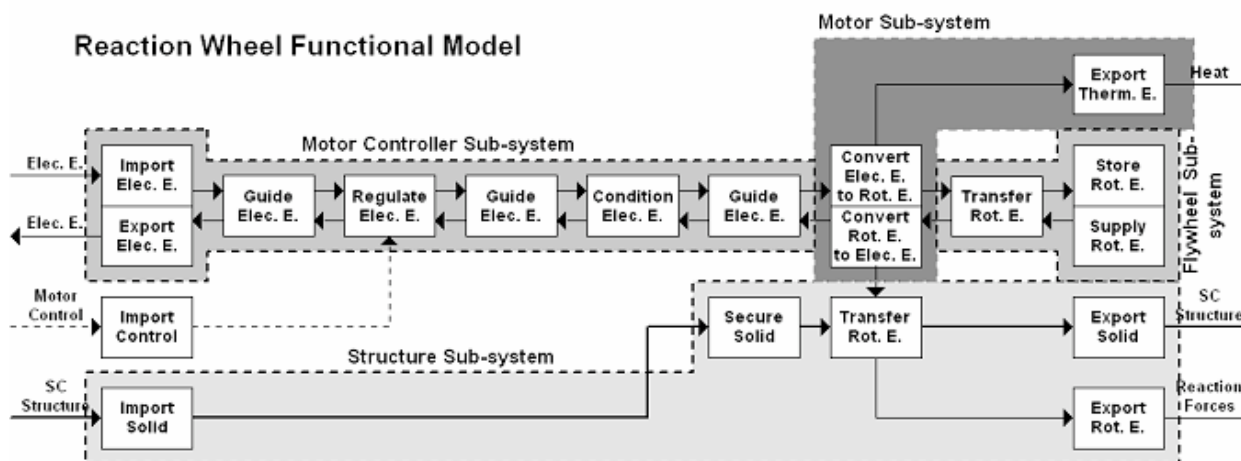 Reaction Wheel Functional Model
Motor Sub-system
Export
Therm. E.
Heat
Motor Controller Sub-system
Elec. E.
Import
Elec. E.
Elec. E.
Export
Elec. E.
Guide
Elec. E.
Regulate
Elec. E.
Guide
Elec. E.
Condition
Elec. E.
Guide
Elec. E.
Convert
Elec. E.
to Rot. E.
Convert
Rot. E.
to Elec. E.
Transfer
Rot. E.
Store
Rot. E.
Supply
Rot. E.
Flywheel Sub-
system
Motor
Control
Import
Control
Structure Sub-system
Secure
Solid
Transfer
Rot. E.
Export
Solid
SC
Structure
SC
Structure
Import
Solid
Export
Rot. E.
Reaction
Forces